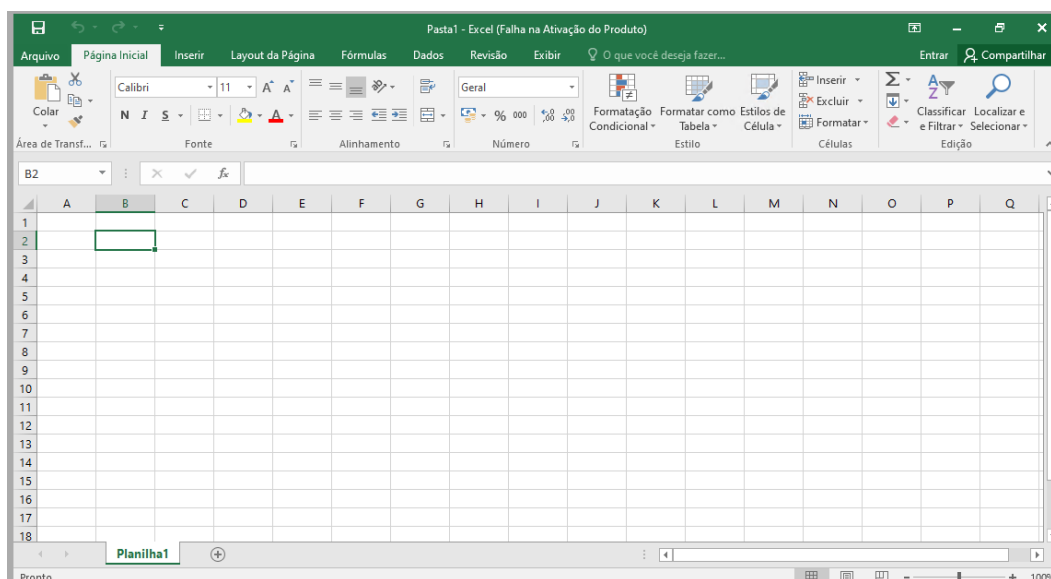 Pasta1 - Excel (Falha na Ativação do Produto)
Arquivo Página Inicial Inserir Layout da Página Fórmulas Dados Revisão Exibir O que você deseja fazer... Entrar Compartilhar
Colar
Área de Transf...
Calibri 11
N I S
Fonte
Alinhamento
Geral
% 000
Número
Formatação Condicional
Formatar como Tabela
Estilos de Célula
Estilo
Inserir
Excluir
Formatar
Células
Classificar e Filtrar
Localizar e Selecionar
Edição
B2 fx
A B C D E F G H I J K L M N O P Q
1
2
3
4
5
6
7
8
9
10
11
12
13
14
15
16
17
18
Planilha1
Pronto 100%